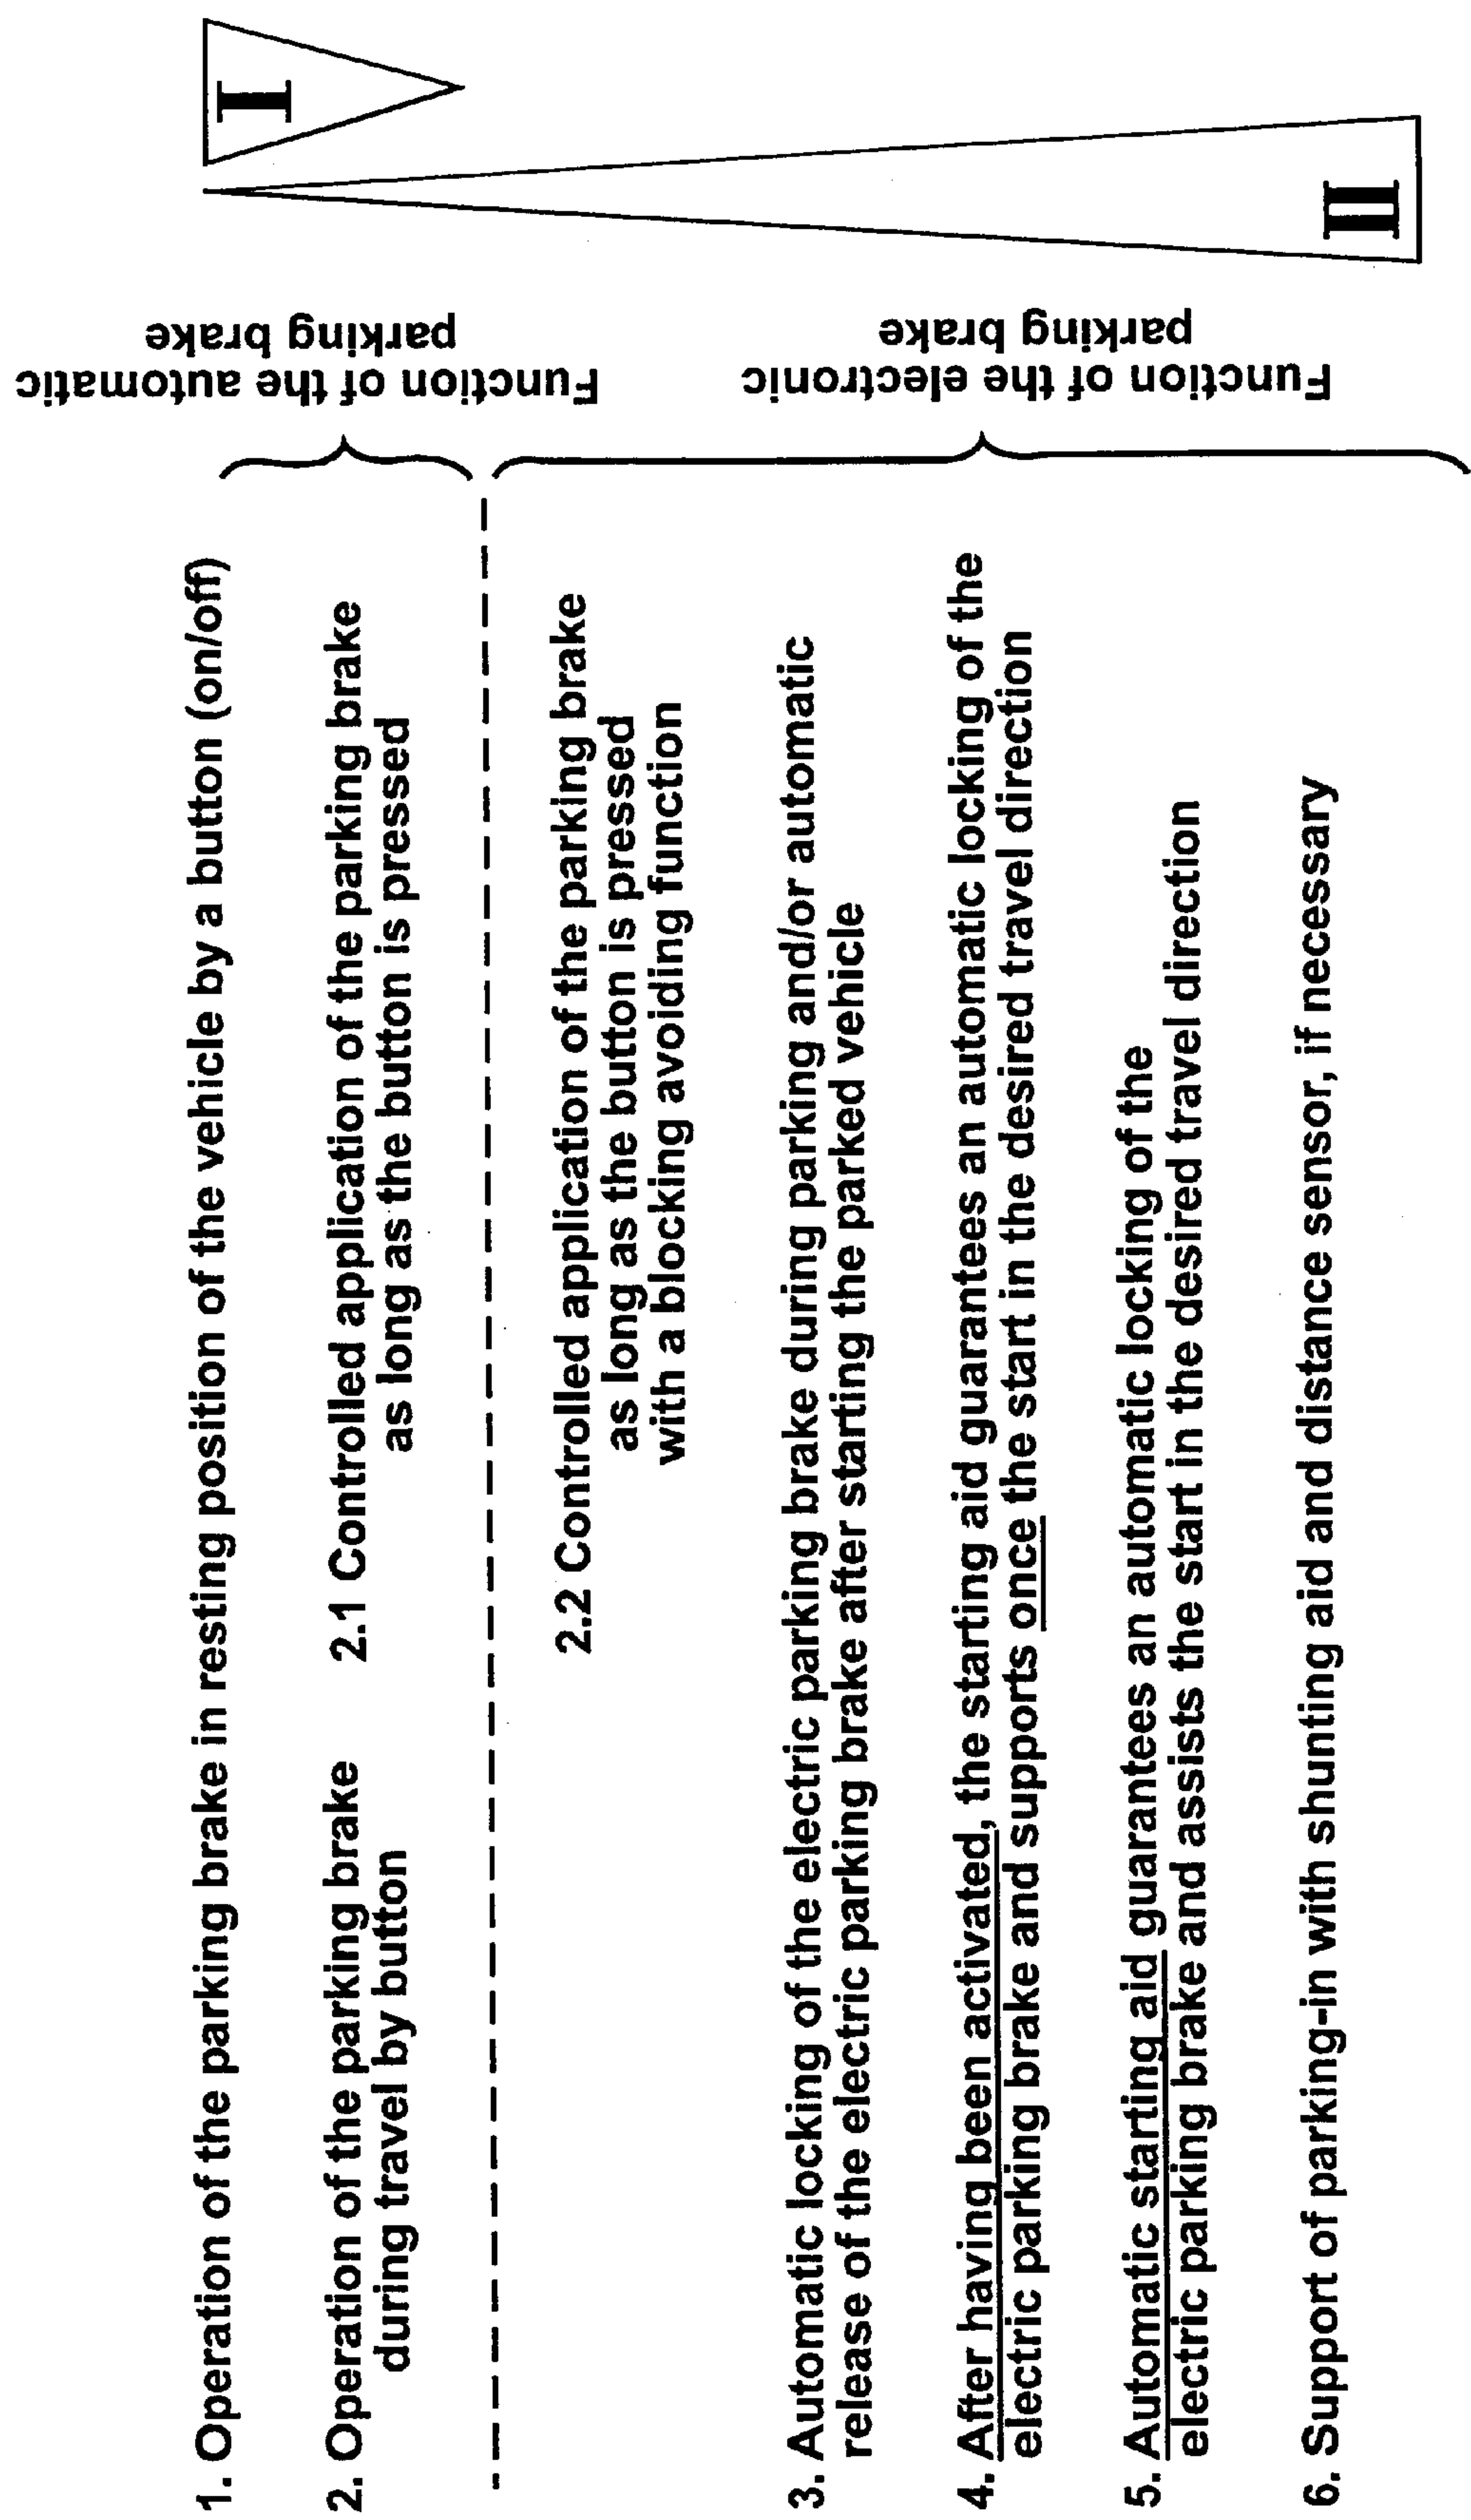 1. Operation of the parking brake in resting position of the vehicle by a button (on/off)
2. Operation of the parking brake
during travel by button
2.1 Controlled application of the parking brake
as long as the button is pressed
2.2 Controlled application of the parking brake
as long as the button is pressed
with a blocking avoiding function
3. Automatic locking of the electric parking brake during parking and/or automatic
release of the electric parking brake after starting the parked vehicle
4. After having been activated, the starting aid guarantees an automatic locking of the
electric parking brake and supports once the start in the desired travel direction
5. Automatic starting aid guarantees an automatic locking of the
electric parking brake and assists the start in the desired travel direction
6. Support of parking-in with shunting aid and distance sensor, if necessary
Function of the automatic
parking brake
Function of the electronic
parking brake
I
II